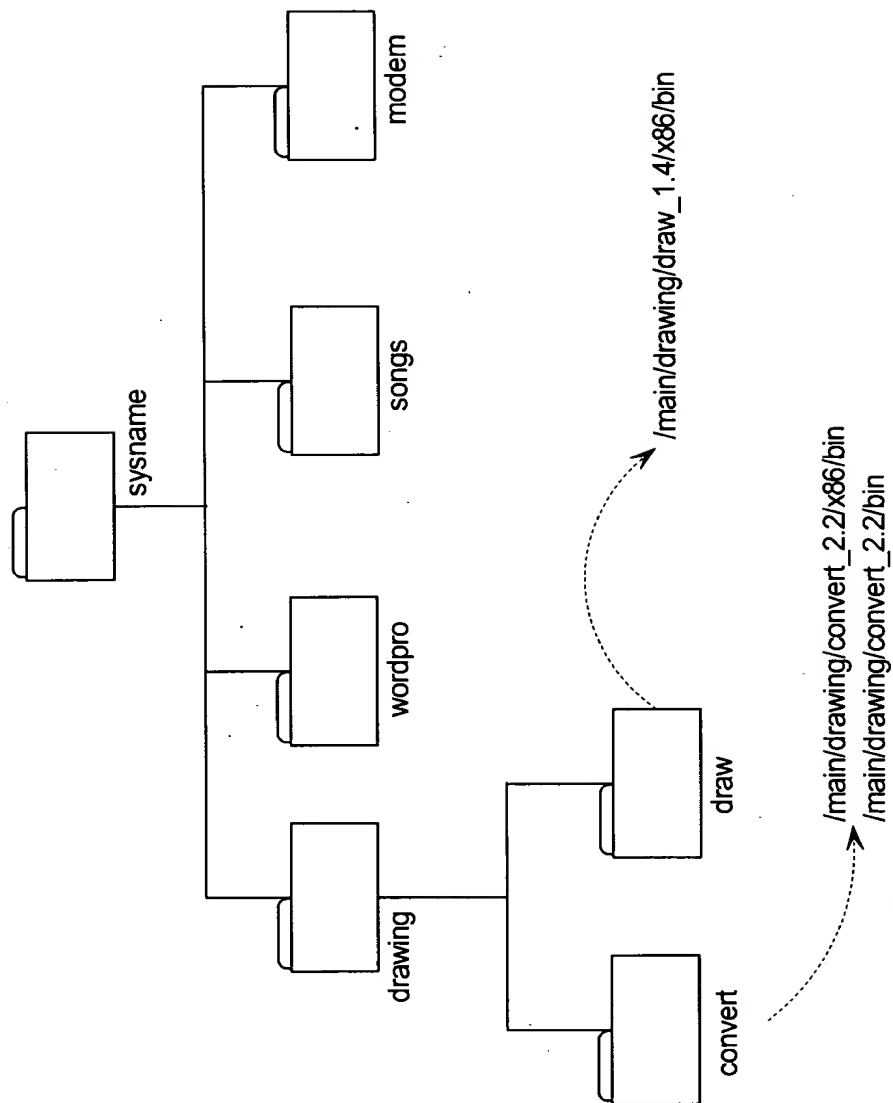 sysname
drawing
wordpro
songs
modem
convert
draw
/main/drawing/draw_1.4/x86/bin
/main/drawing/convert_2.2/x86/bin
/main/drawing/convert_2.2/bin